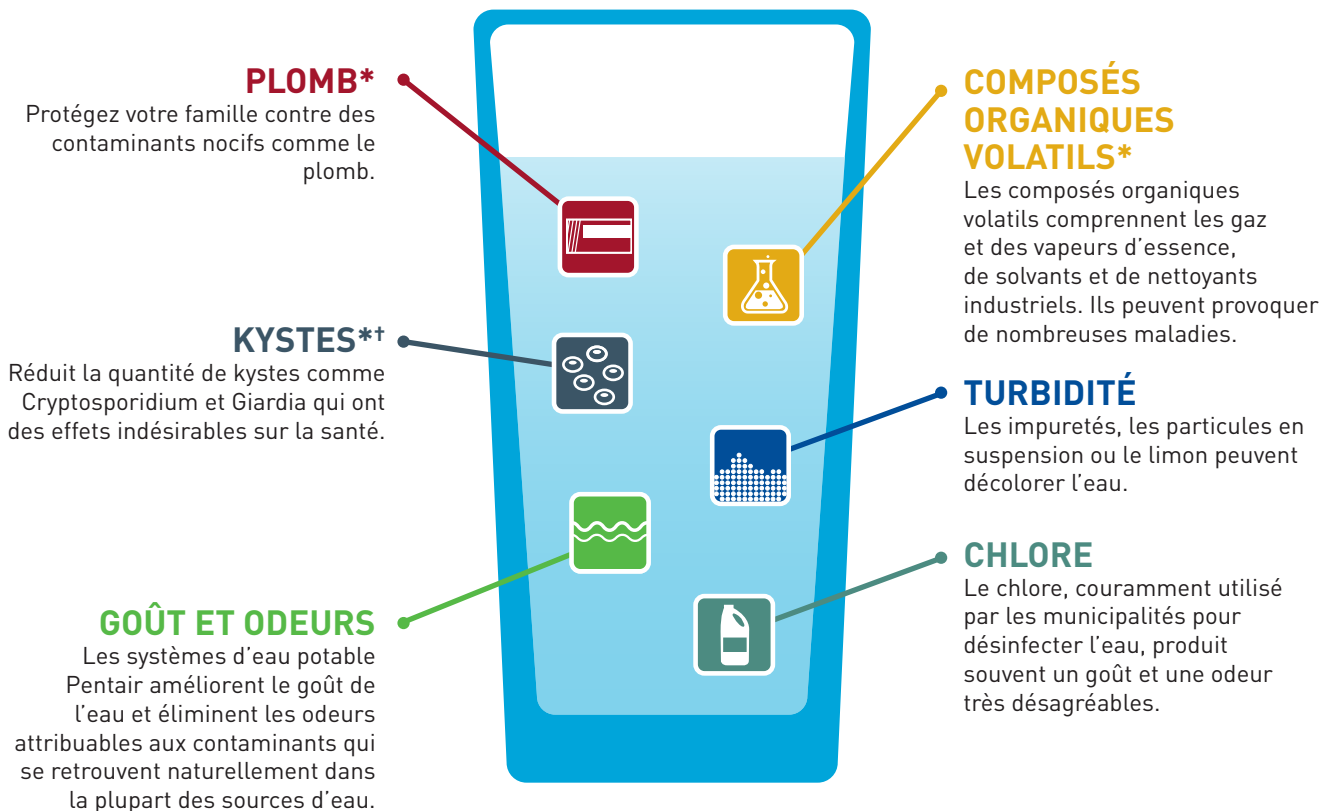 PLOMB*
Protégez votre famille contre des
contaminants nocifs comme le
plomb.
KYSTES*†
Réduit la quantité de kystes comme
Cryptosporidium et Giardia qui ont
des effets indésirables sur la santé.
GOÛT ET ODEURS
Les systèmes d'eau potable
Pentair améliorent le goût de
l'eau et éliminent les odeurs
attribuables aux contaminants qui
se retrouvent naturellement dans
la plupart des sources d'eau.
COMPOSÉS
ORGANIQUES
VOLATILS*
Les composés organiques
volatils comprennent les gaz
et des vapeurs d'essence,
de solvants et de nettoyants
industriels. Ils peuvent provoquer
de nombreuses maladies.
TURBIDITÉ
Les impuretés, les particules en
suspension ou le limon peuvent
décolorer l'eau.
CHLORE
Le chlore, couramment utilisé
par les municipalités pour
désinfecter l'eau, produit
souvent un goût et une odeur
très désagréables.